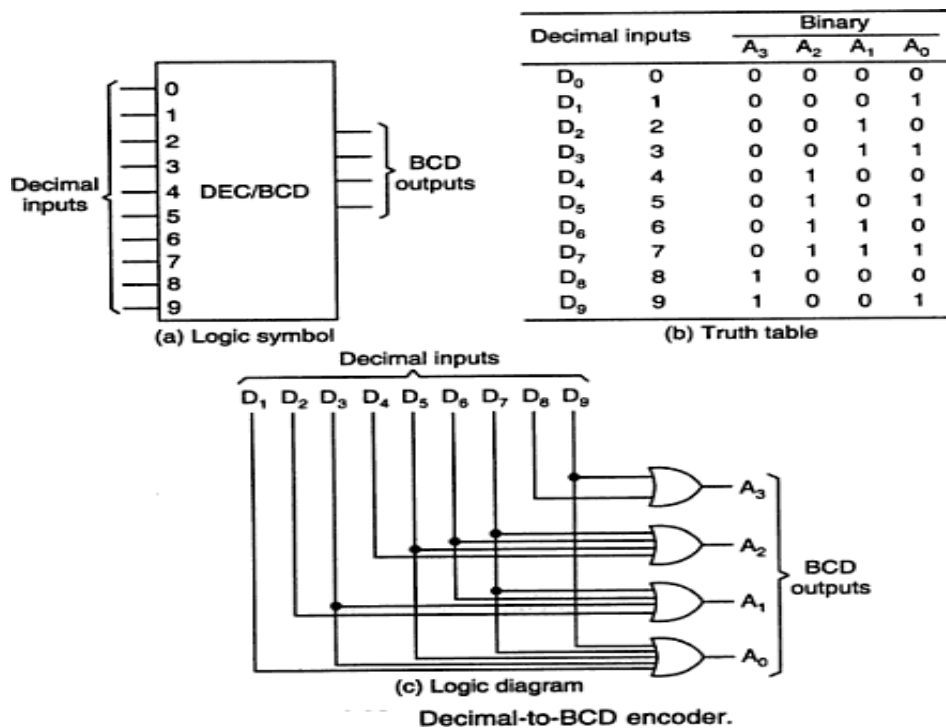 Decimal inputs
0
1
2
3
4
5
6
7
8
9
DEC/BCD
BCD outputs
(a) Logic symbol
Decimal inputs Binary
A3 A2 A1 A0
D0 0 0 0 0 0
D1 1 0 0 0 1
D2 2 0 0 1 0
D3 3 0 0 1 1
D4 4 0 1 0 0
D5 5 0 1 0 1
D6 6 0 1 1 0
D7 7 0 1 1 1
D8 8 1 0 0 0
D9 9 1 0 0 1
(b) Truth table
Decimal inputs
D1 D2 D3 D4 D5 D6 D7 D8 D9
A3
A2
A1
A0
BCD outputs
(c) Logic diagram
Decimal-to-BCD encoder.